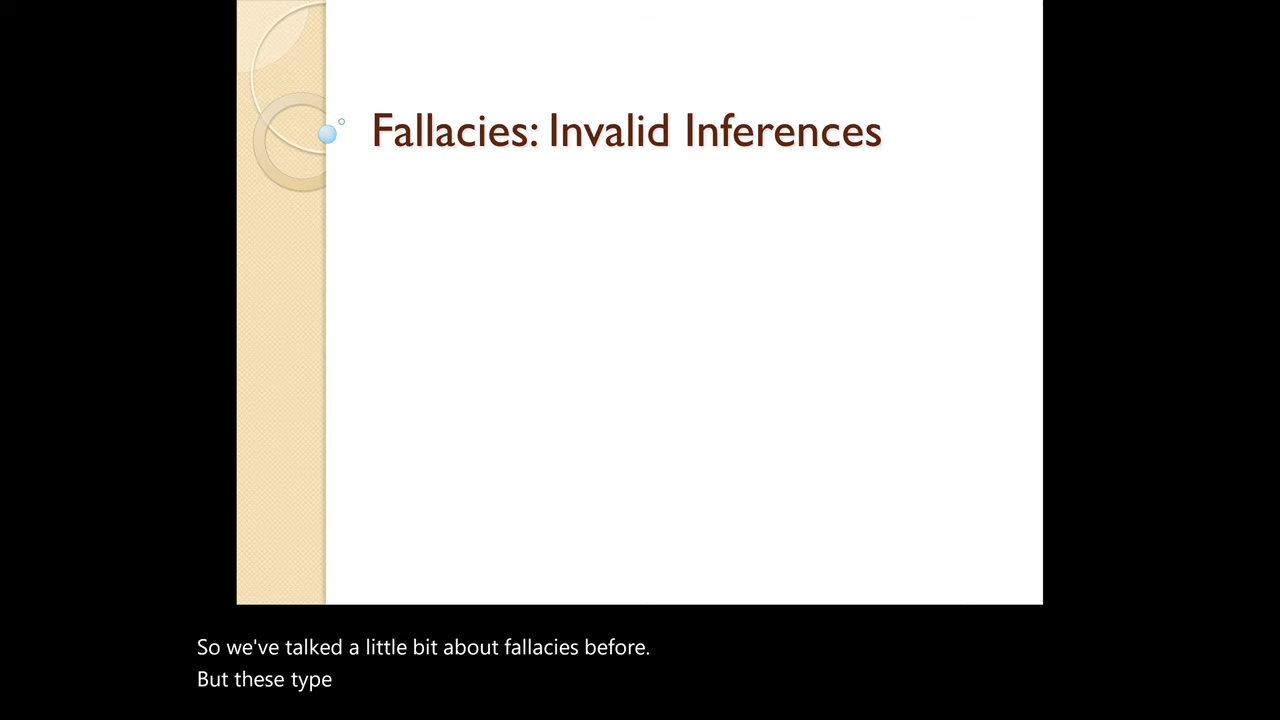 Fallacies: Invalid Inferences
So we've talked a little bit about fallacies before.
But these type